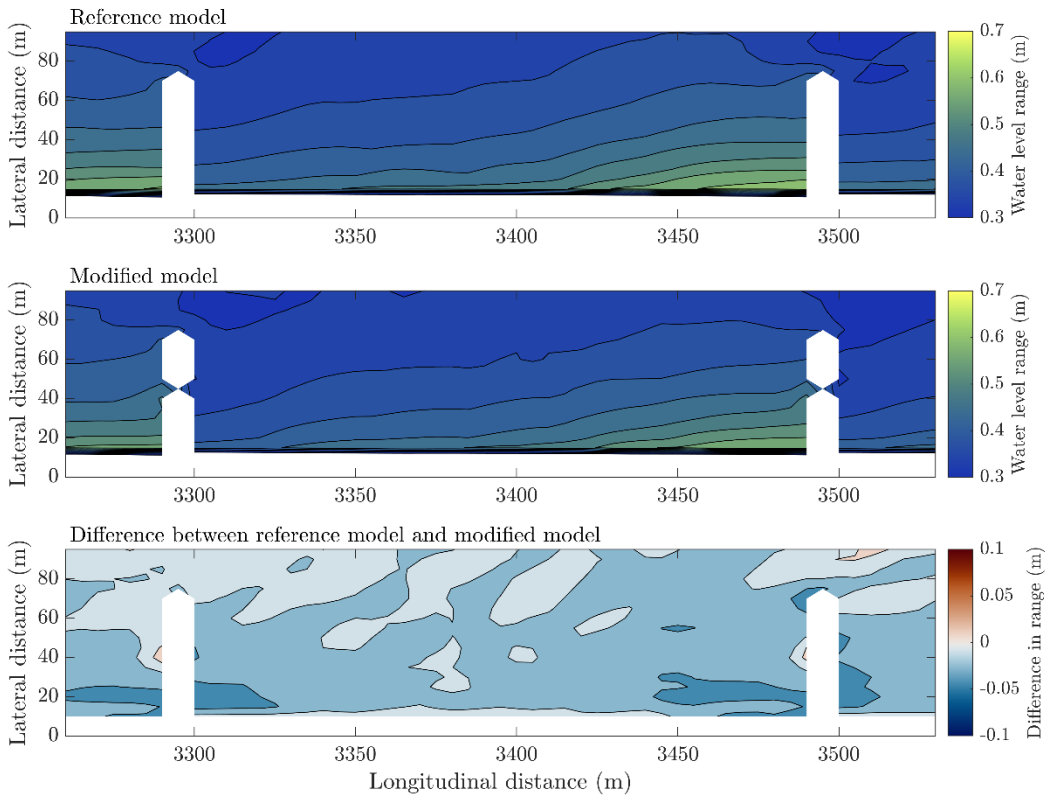 Reference model
Lateral distance (m)
80
60
40
20
0
3300 3350 3400 3450 3500
0.7
0.6
0.5
0.4
0.3
Water level range (m)
Modified model
Lateral distance (m)
80
60
40
20
0
3300 3350 3400 3450 3500
0.7
0.6
0.5
0.4
0.3
Water level range (m)
Difference between reference model and modified model
Lateral distance (m)
80
60
40
20
0
3300 3350 3400 3450 3500
Longitudinal distance (m)
0.1
0.05
0
-0.05
-0.1
Difference in range (m)